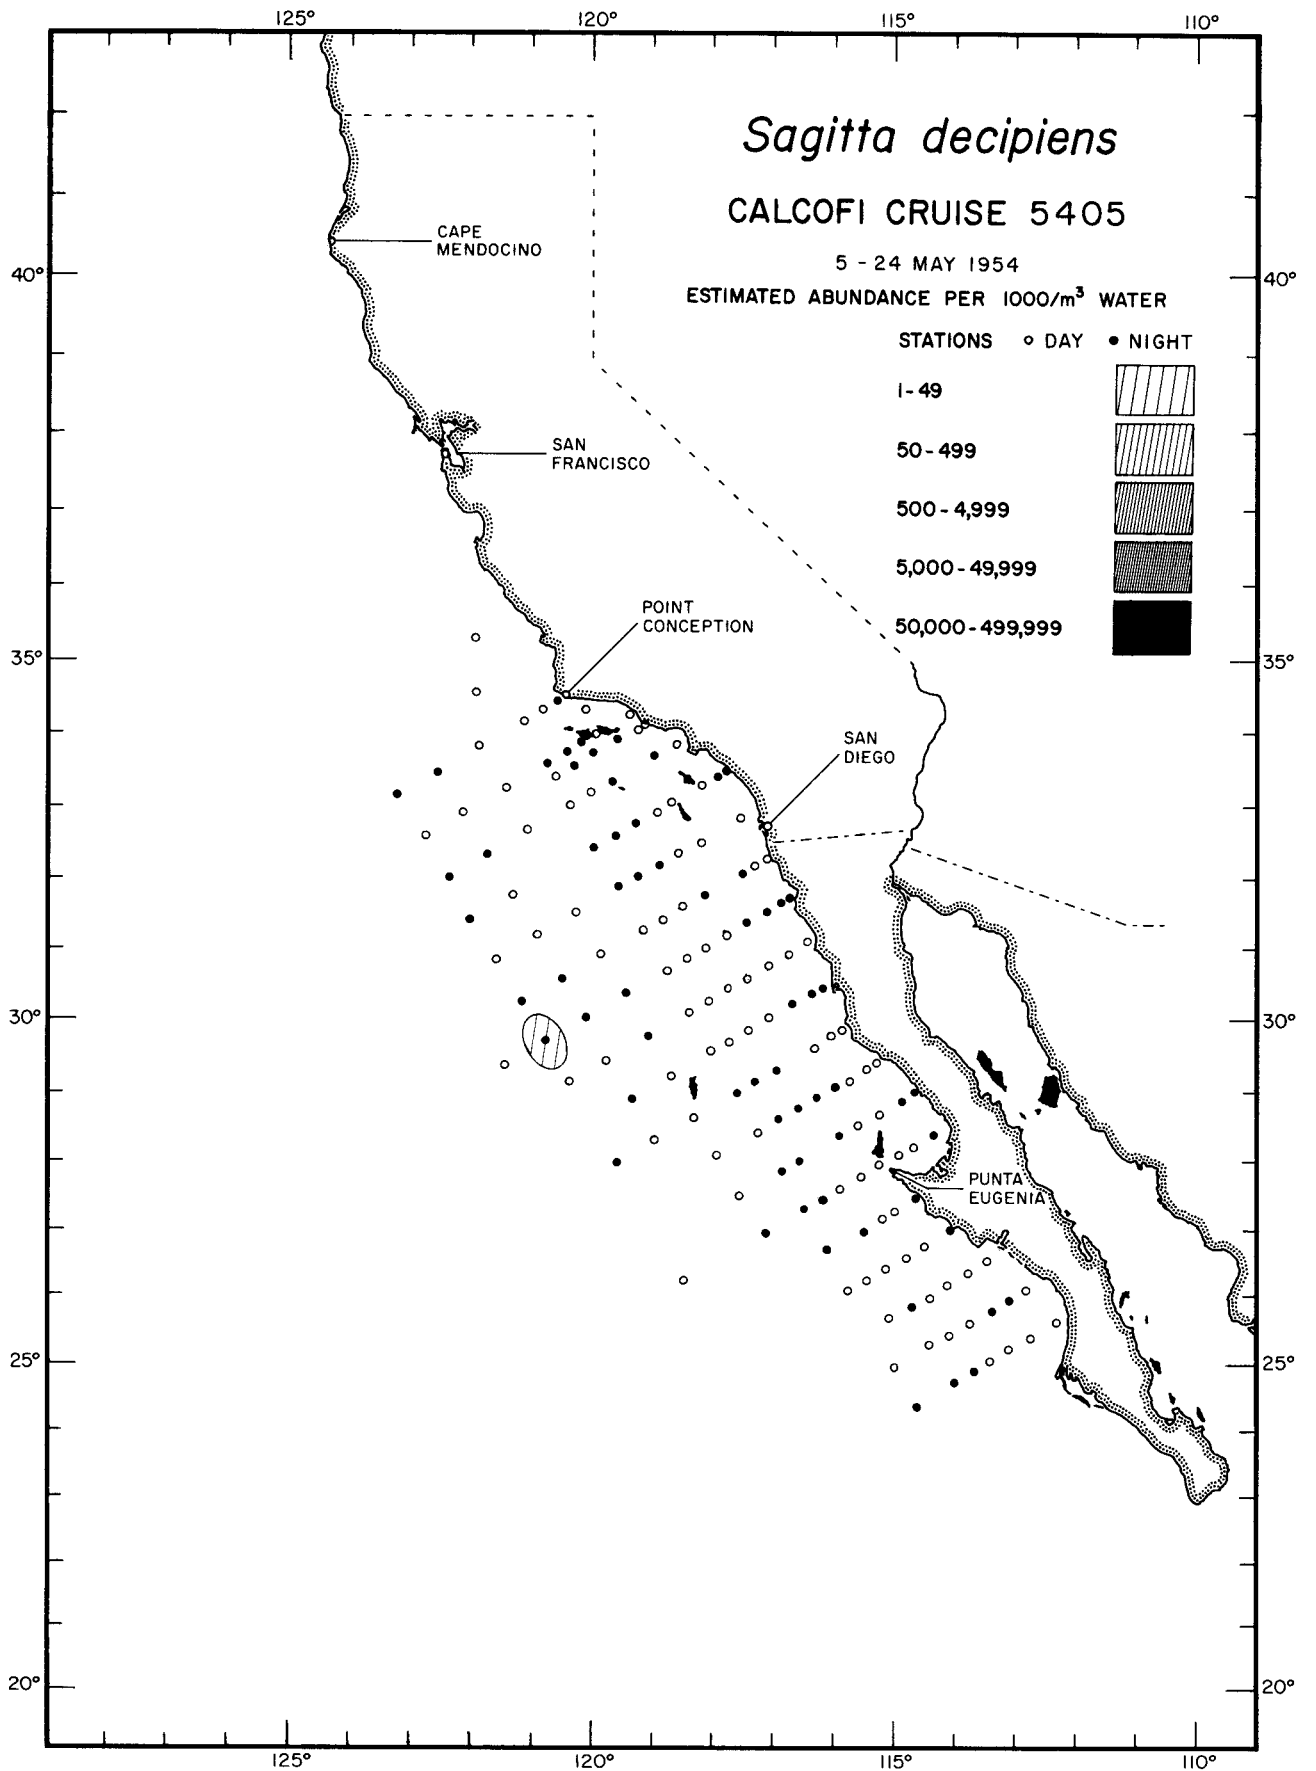 125° 120° 115° 110°
Sagitta decipiens
CALCOFI CRUISE 5405
5 - 24 MAY 1954
ESTIMATED ABUNDANCE PER 1000/m³ WATER
STATIONS ○ DAY ● NIGHT
1-49
50-499
500-4,999
5,000-49,999
50,000-499,999
CAPE
MENDOCINO
40° 40°
SAN
FRANCISCO
POINT
CONCEPTION
35° 35°
SAN
DIEGO
30° 30°
PUNTA
EUGENIA
25° 25°
20° 20°
125° 120° 115° 110°